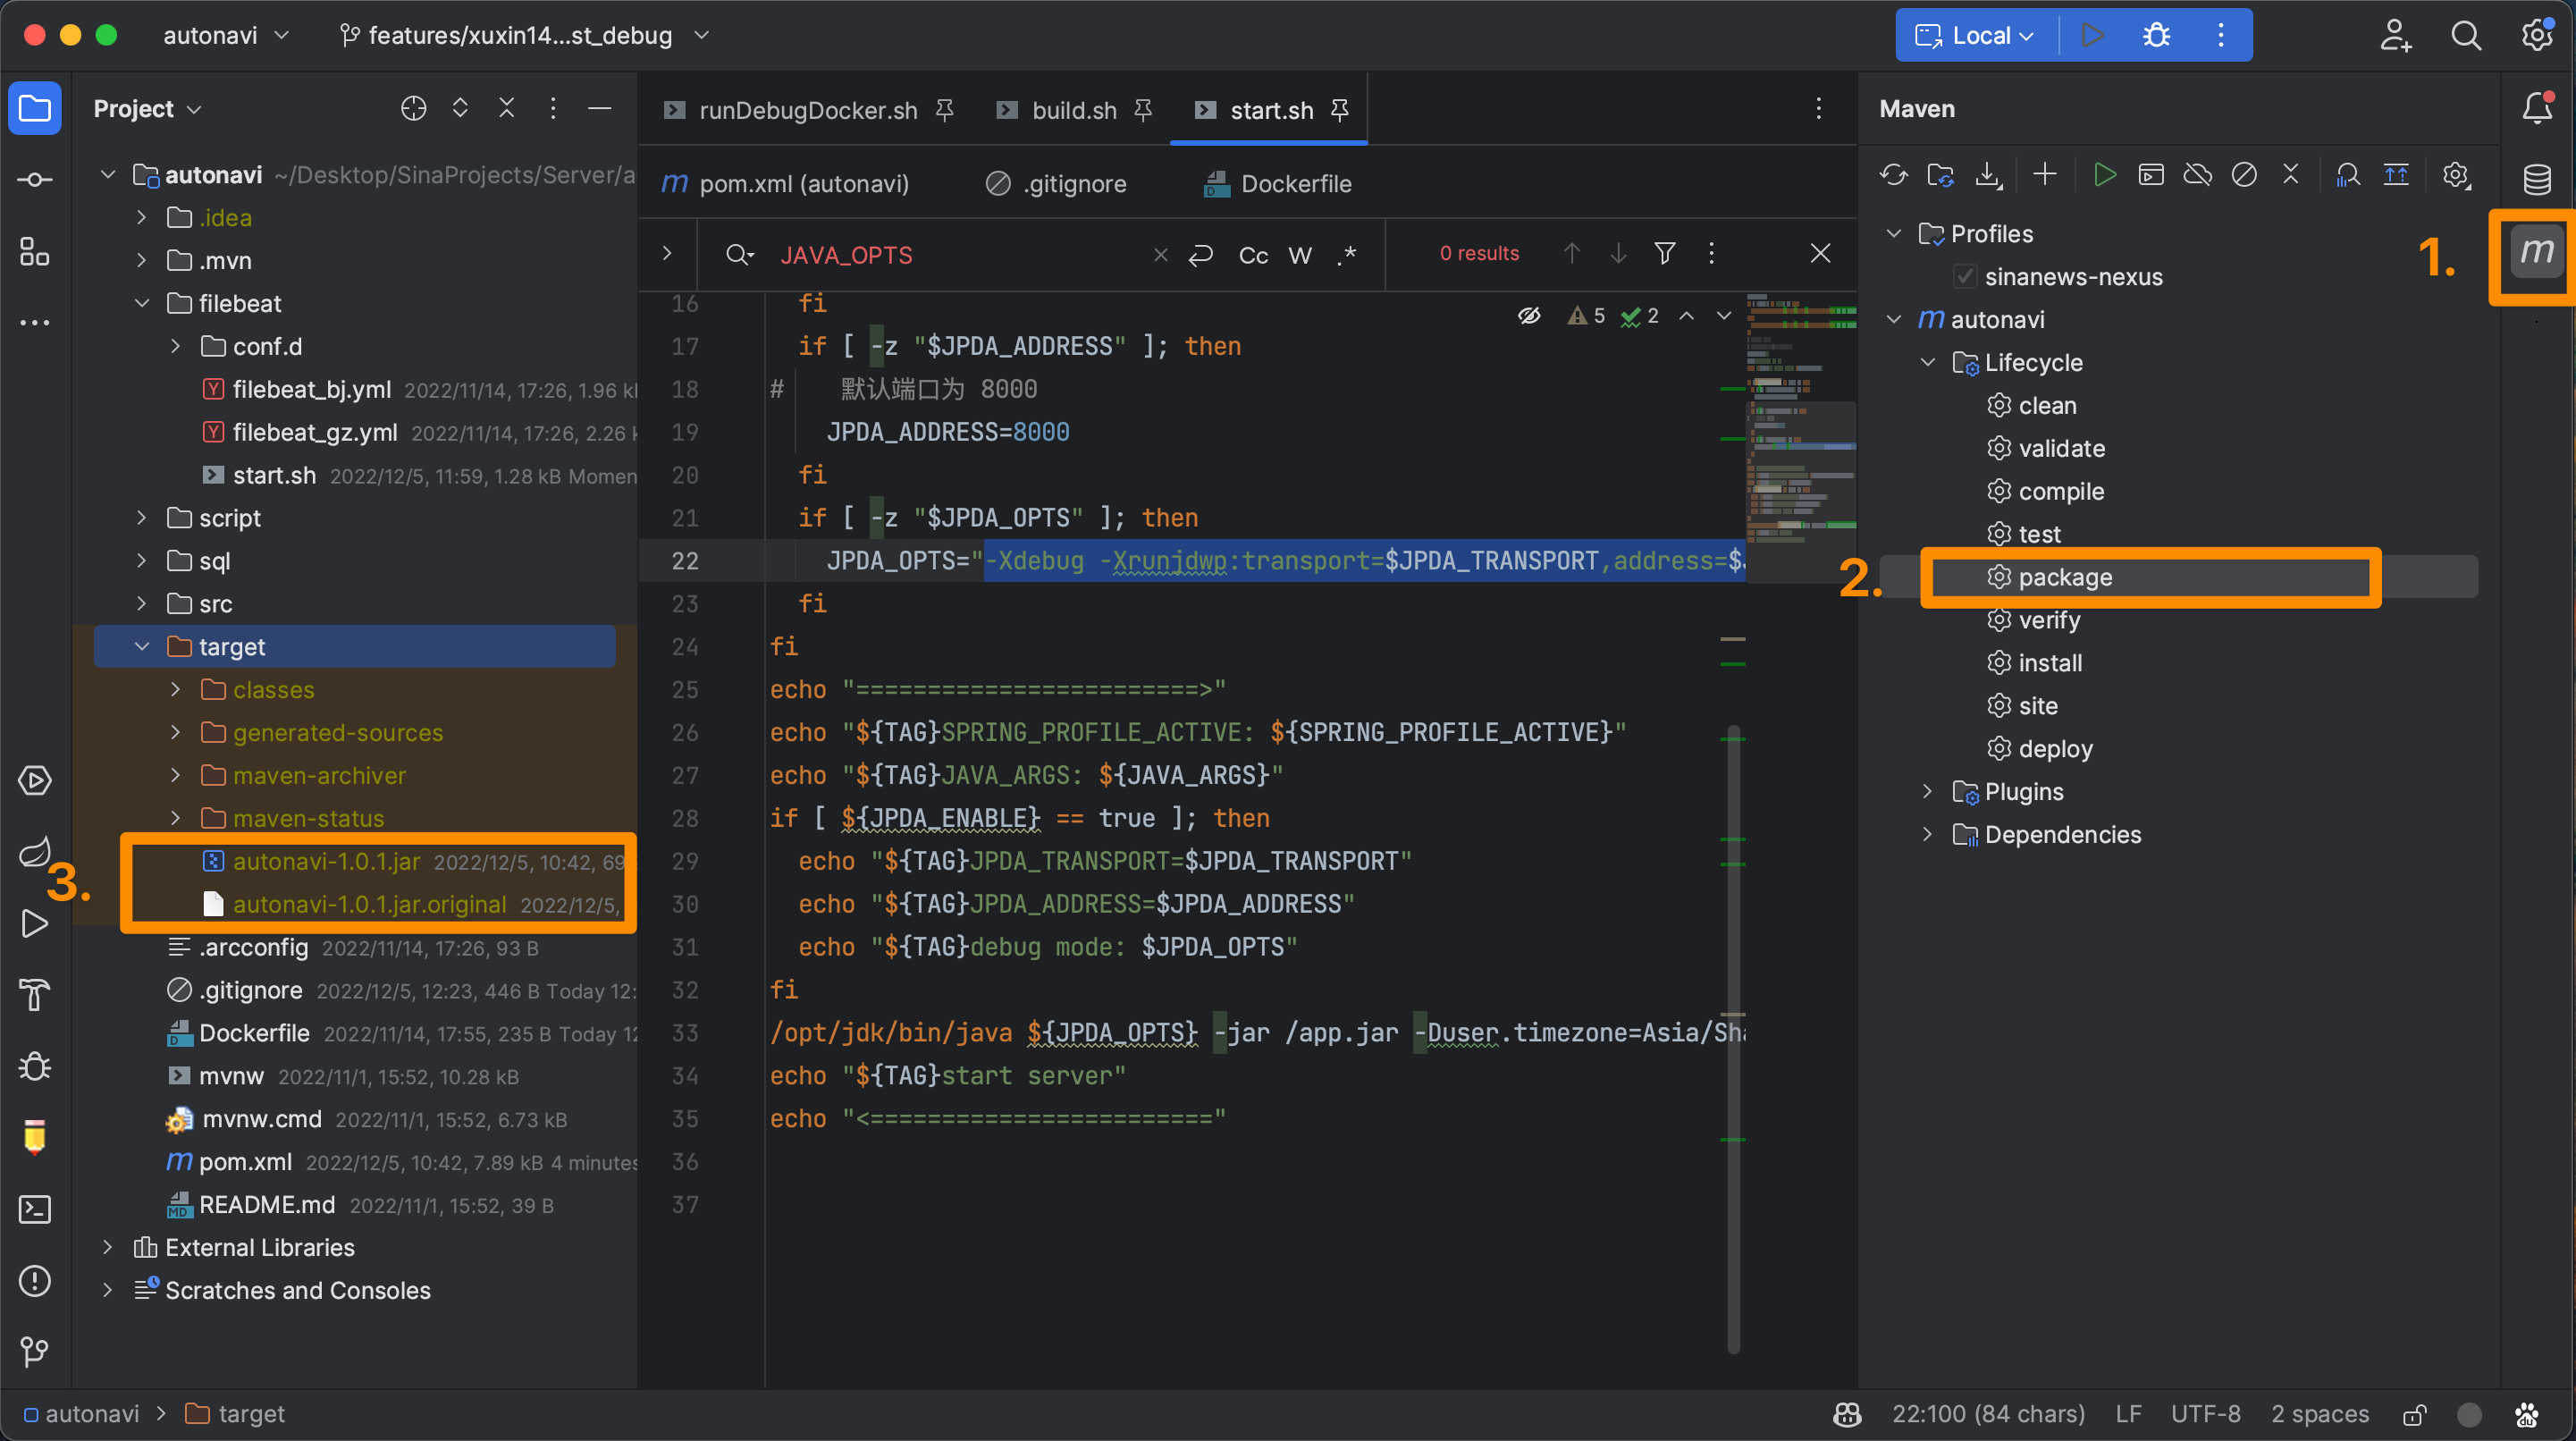 autonavi
features/xuxin14...st_debug
Local
Project
autonavi ~/Desktop/SinaProjects/Server/a
.idea
.mvn
filebeat
conf.d
filebeat_bj.yml 2022/11/14, 17:26, 1.96 k
filebeat_gz.yml 2022/11/14, 17:26, 2.26 k
start.sh 2022/12/5, 11:59, 1.28 kB Momen
script
sql
src
target
classes
generated-sources
maven-archiver
maven-status
3.
autonavi-1.0.1.jar 2022/12/5, 10:42, 69
autonavi-1.0.1.jar.original 2022/12/5,
.arcconfig 2022/11/14, 17:26, 93 B
.gitignore 2022/12/5, 12:23, 446 B Today 12:
Dockerfile 2022/11/14, 17:55, 235 B Today 12
mvnw 2022/11/1, 15:52, 10.28 kB
mvnw.cmd 2022/11/1, 15:52, 6.73 kB
pom.xml 2022/12/5, 10:42, 7.89 kB 4 minutes
README.md 2022/11/1, 15:52, 39 B
External Libraries
Scratches and Consoles
runDebugDocker.sh build.sh start.sh
m pom.xml (autonavi) .gitignore Dockerfile
JAVA_OPTS Cc W .* 0 results
5 2
16 fi
17 if [ -z "$JPDA_ADDRESS" ]; then
18 # 默认端口为 8000
19 JPDA_ADDRESS=8000
20 fi
21 if [ -z "$JPDA_OPTS" ]; then
22 JPDA_OPTS="-Xdebug -Xrunjdwp:transport=$JPDA_TRANSPORT,address=$
23 fi
24 fi
25 echo "========================>"
26 echo "${TAG}SPRING_PROFILE_ACTIVE: ${SPRING_PROFILE_ACTIVE}"
27 echo "${TAG}JAVA_ARGS: ${JAVA_ARGS}"
28 if [ ${JPDA_ENABLE} == true ]; then
29 echo "${TAG}JPDA_TRANSPORT=$JPDA_TRANSPORT"
30 echo "${TAG}JPDA_ADDRESS=$JPDA_ADDRESS"
31 echo "${TAG}debug mode: $JPDA_OPTS"
32 fi
33 /opt/jdk/bin/java ${JPDA_OPTS} -jar /app.jar -Duser.timezone=Asia/Sha
34 echo "${TAG}start server"
35 echo "<========================"
36
37
Maven
1.
m
Profiles
sinanews-nexus
m autonavi
Lifecycle
clean
validate
compile
test
2.
package
verify
install
site
deploy
Plugins
Dependencies
autonavi > target
22:100 (84 chars) LF UTF-8 2 spaces